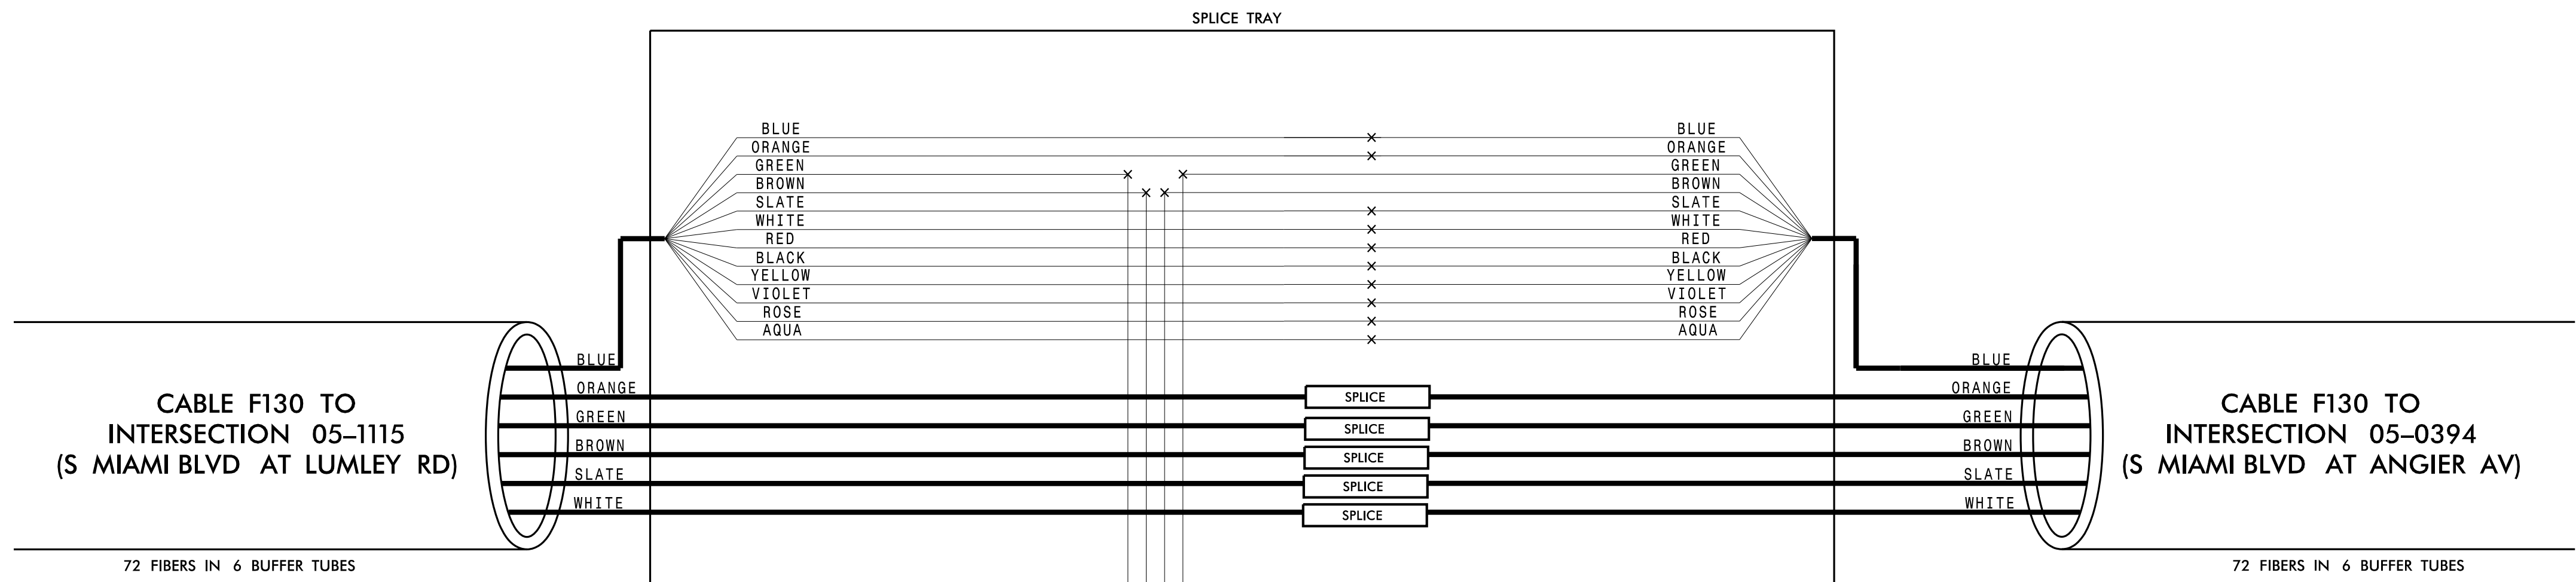 SPLICE TRAY
BLUE
ORANGE
GREEN
BROWN
SLATE
WHITE
RED
BLACK
YELLOW
VIOLET
ROSE
AQUA
BLUE
ORANGE
GREEN
BROWN
SLATE
WHITE
RED
BLACK
YELLOW
VIOLET
ROSE
AQUA
CABLE F130 TO
INTERSECTION 05-1115
(S MIAMI BLVD AT LUMLEY RD)
72 FIBERS IN 6 BUFFER TUBES
BLUE
ORANGE
GREEN
BROWN
SLATE
WHITE
SPLICE
SPLICE
SPLICE
SPLICE
SPLICE
BLUE
ORANGE
GREEN
BROWN
SLATE
WHITE
CABLE F130 TO
INTERSECTION 05-0394
(S MIAMI BLVD AT ANGIER AV)
72 FIBERS IN 6 BUFFER TUBES